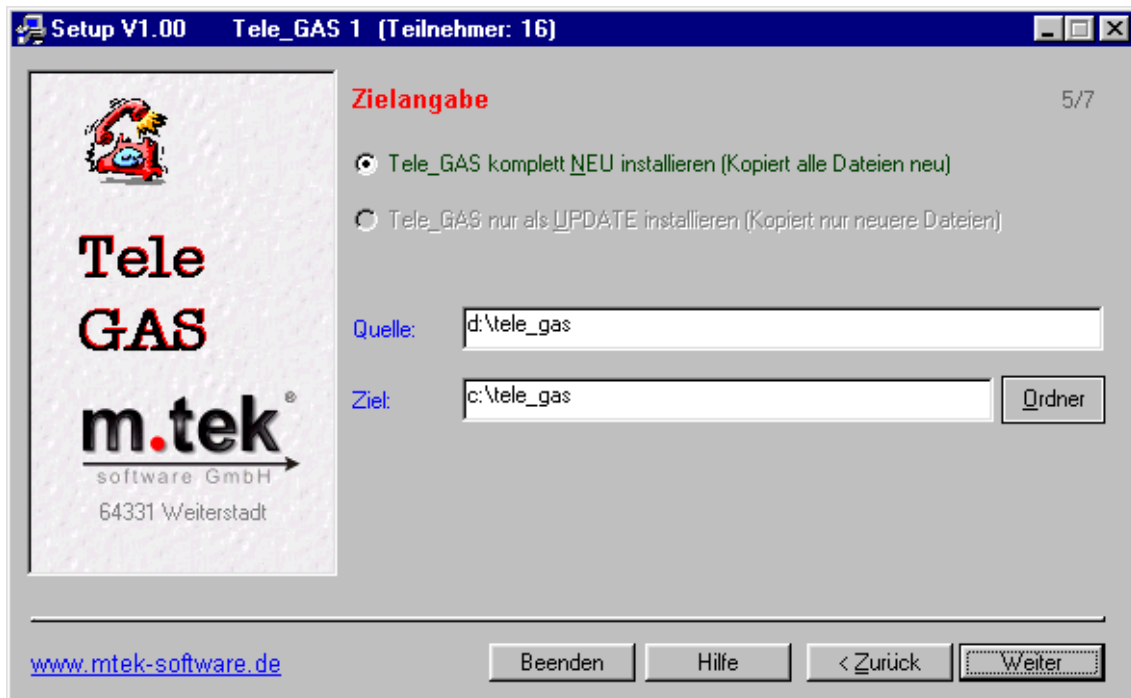 Setup V1.00 Tele_GAS 1 (Teilnehmer: 16)
Zielangabe
5/7
Tele_GAS komplett NEU installieren (Kopiert alle Dateien neu)
Tele_GAS nur als UPDATE installieren (Kopiert nur neuere Dateien)
Tele
GAS
Quelle:
d:\tele_gas
Ziel:
c:\tele_gas
Ordner
m.tek®
software GmbH
64331 Weiterstadt
www.mtek-software.de
Beenden
Hilfe
< Zurück
Weiter